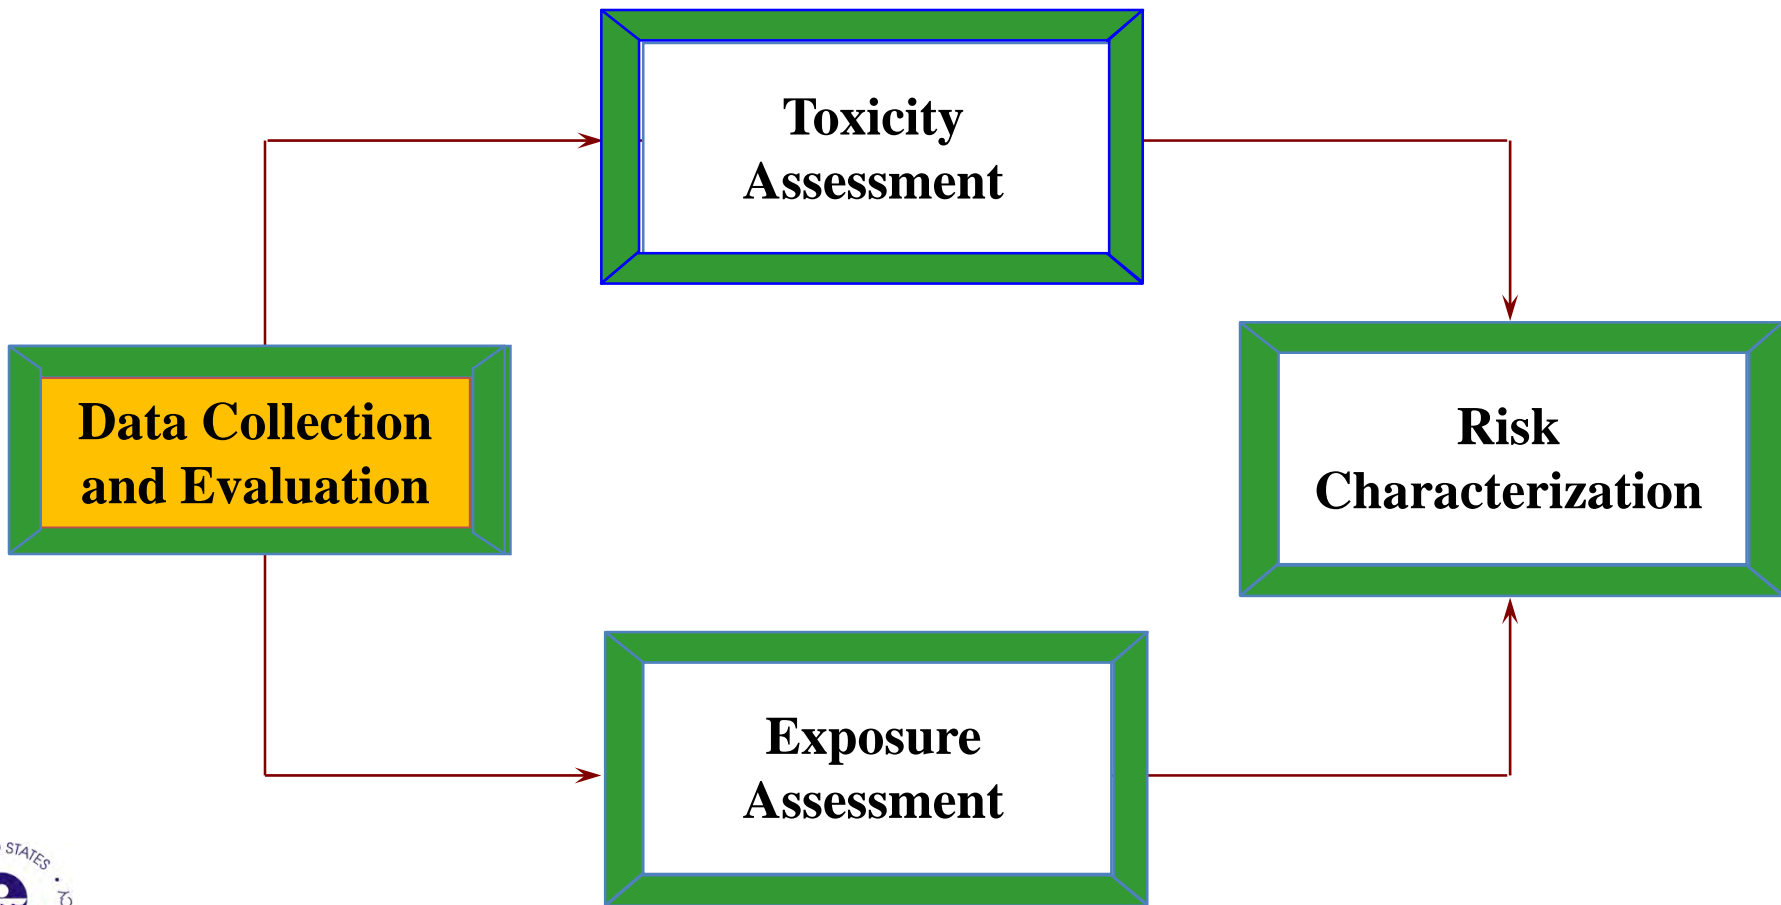 Toxicity
Assessment
Data Collection
and Evaluation
Risk
Characterization
Exposure
Assessment
STATES